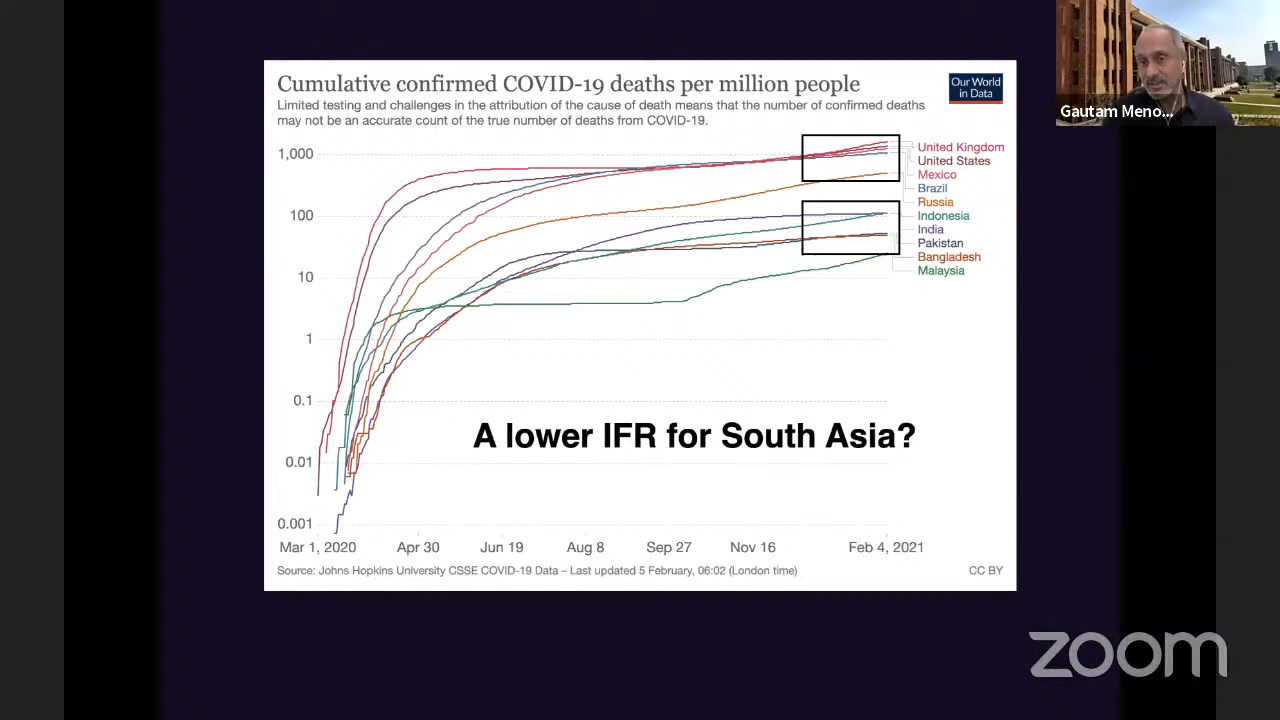 Cumulative confirmed COVID-19 deaths per million people
Our World
in Data
Limited testing and challenges in the attribution of the cause of death means that the number of confirmed deaths
may not be an accurate count of the true number of deaths from COVID-19.
Gautam Meno...
1,000
100
10
1
0.1
0.01
0.001
United Kingdom
United States
Mexico
Brazil
Russia
Indonesia
India
Pakistan
Bangladesh
Malaysia
A lower IFR for South Asia?
Mar 1, 2020 Apr 30 Jun 19 Aug 8 Sep 27 Nov 16 Feb 4, 2021
Source: Johns Hopkins University CSSE COVID-19 Data – Last updated 5 February, 06:02 (London time)
CC BY
zoom